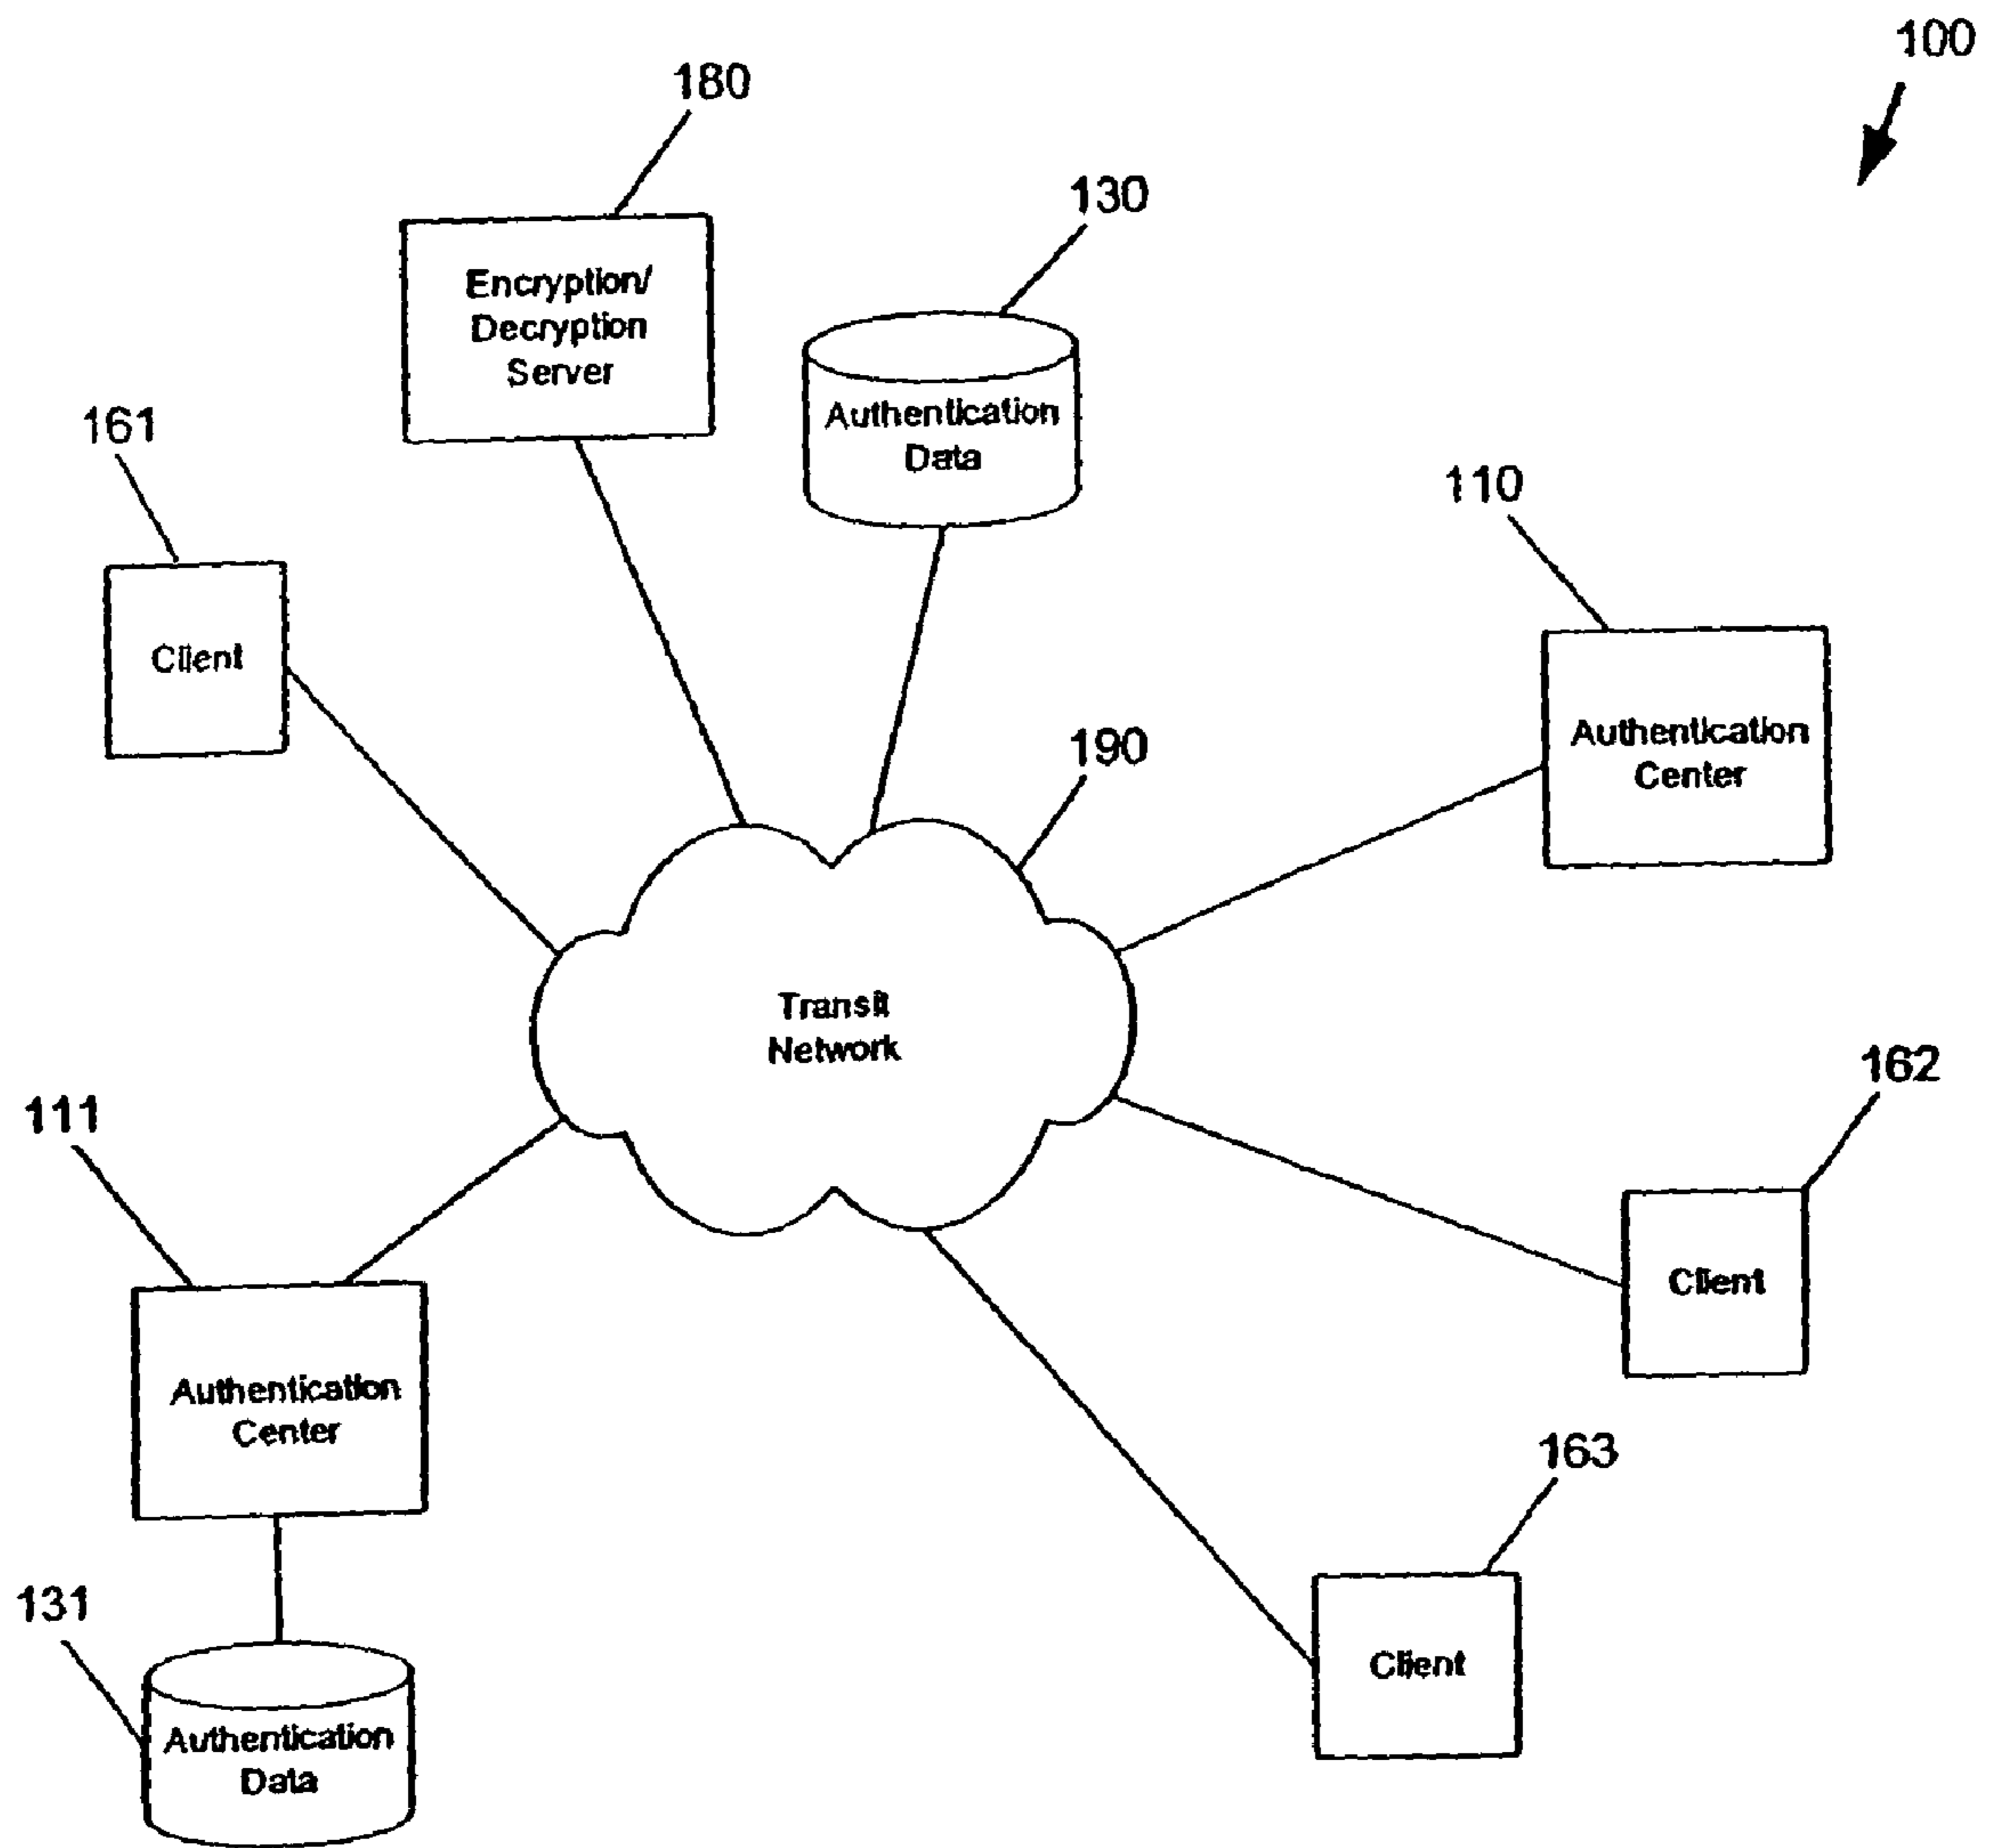 100
180
130
Encryption/
Decryption
Server
Authentication
Data
161
110
Client
Authentication
Center
190
Transit
Network
162
111
Client
Authentication
Center
163
131
Client
Authentication
Data